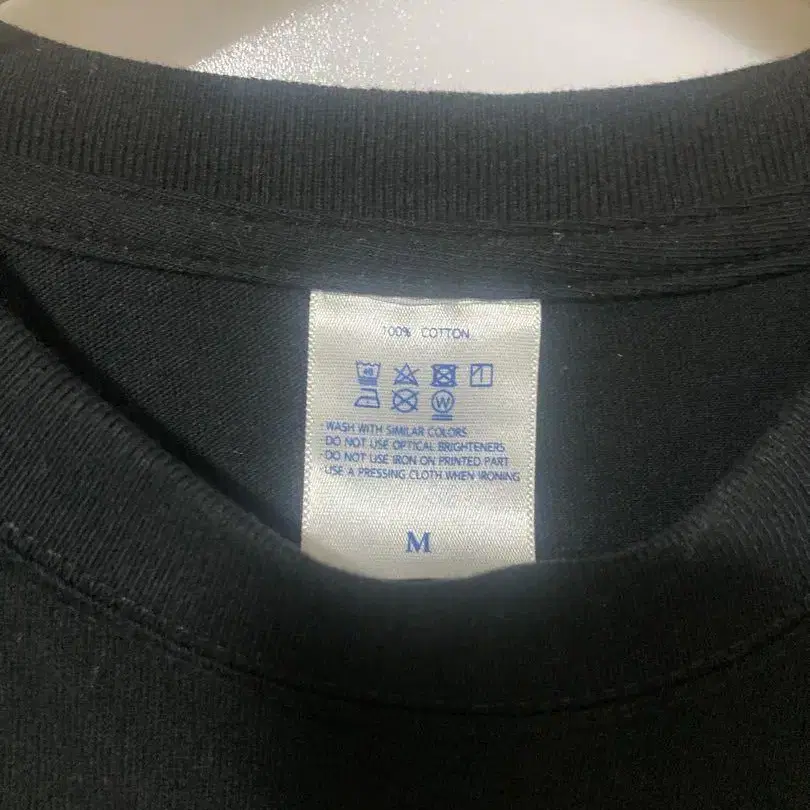 100% COTTON
40
W
·WASH WITH SIMILAR COLORS
·DO NOT USE OPTICAL BRIGHTENERS
·DO NOT USE IRON ON PRINTED PART
·USE A PRESSING CLOTH WHEN IRONING
M